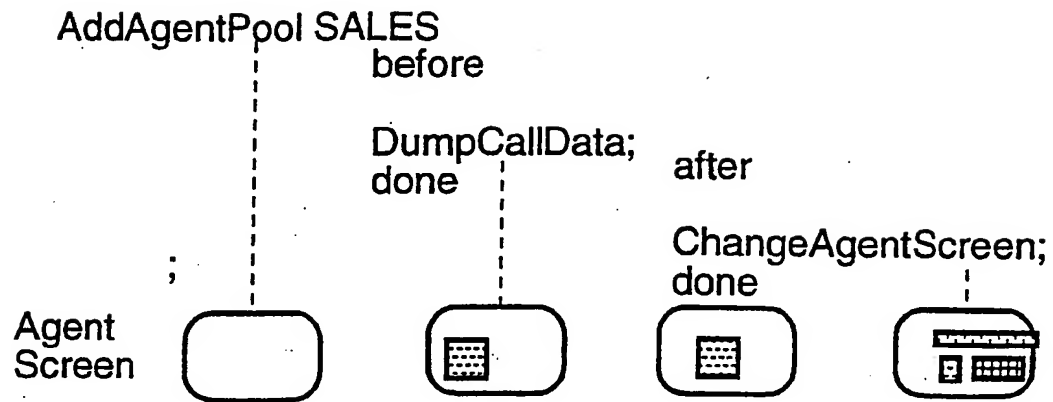 AddAgentPool SALES
before
DumpCallData;
done
after
ChangeAgentScreen;
done
;
Agent
Screen